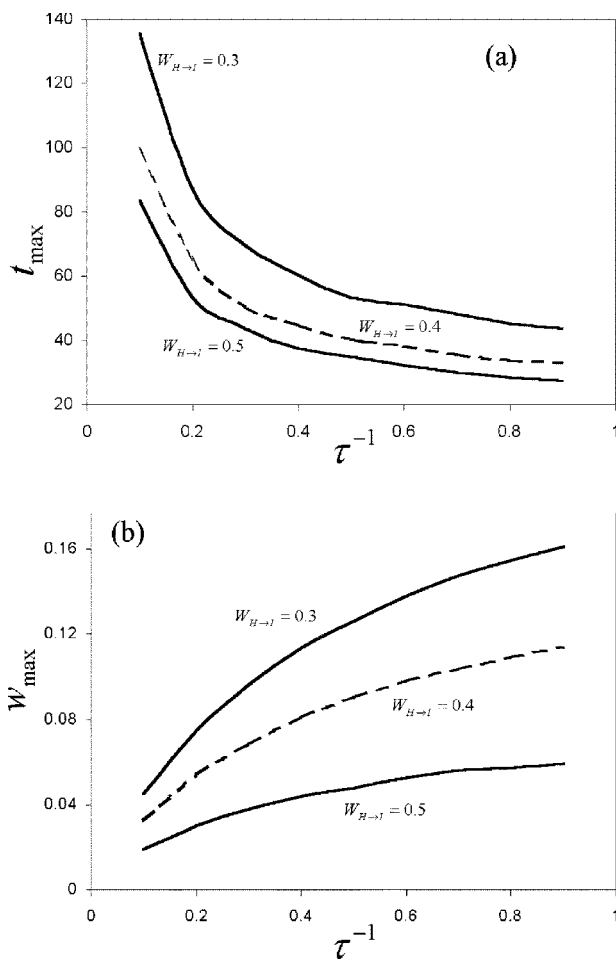 140
120
100
80
60
40
20
t_max
W_{H→I} = 0.3
(a)
W_{H→I} = 0.4
W_{H→I} = 0.5
0 0.2 0.4 0.6 0.8 1
τ⁻¹
(b)
0.16
0.12
0.08
0.04
0
w_max
W_{H→I} = 0.3
W_{H→I} = 0.4
W_{H→I} = 0.5
0 0.2 0.4 0.6 0.8 1
τ⁻¹